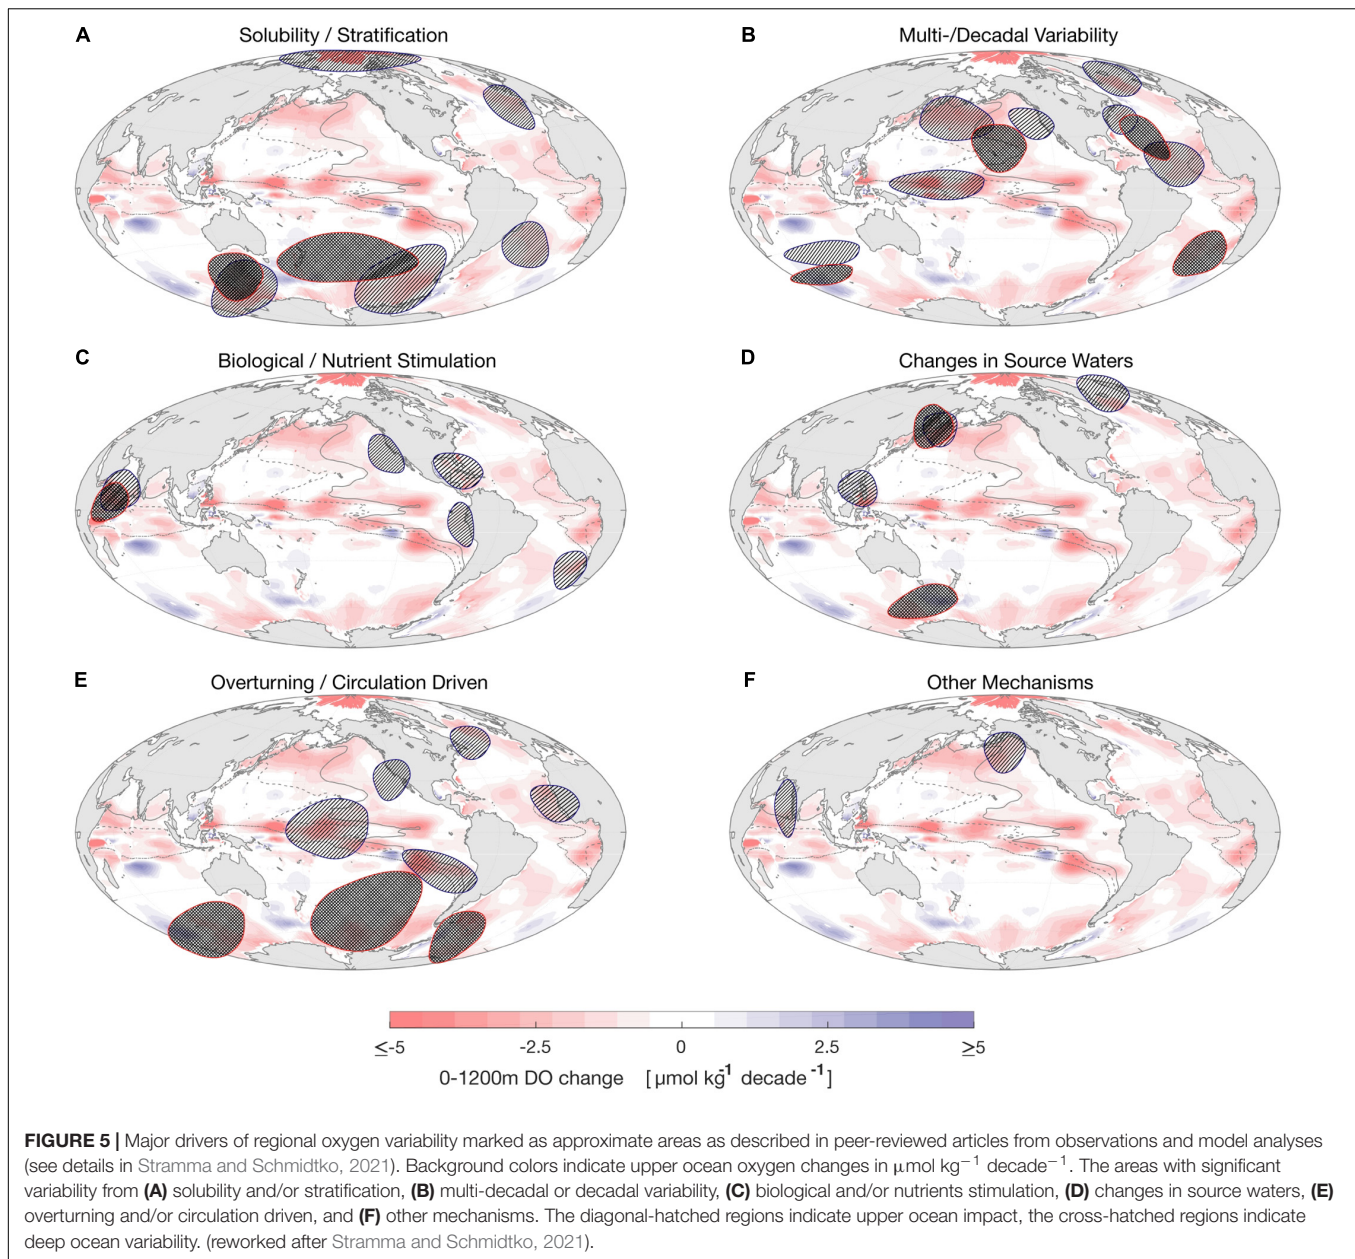 A Solubility / Stratification
B Multi-/Decadal Variability
C Biological / Nutrient Stimulation
D Changes in Source Waters
E Overturning / Circulation Driven
F Other Mechanisms
≤-5 -2.5 0 2.5 ≥5
0-1200m DO change [ μmol kg⁻¹ decade ⁻¹ ]
FIGURE 5 | Major drivers of regional oxygen variability marked as approximate areas as described in peer-reviewed articles from observations and model analyses
(see details in Stramma and Schmidtko, 2021). Background colors indicate upper ocean oxygen changes in μmol kg⁻¹ decade⁻¹. The areas with significant
variability from (A) solubility and/or stratification, (B) multi-decadal or decadal variability, (C) biological and/or nutrients stimulation, (D) changes in source waters, (E)
overturning and/or circulation driven, and (F) other mechanisms. The diagonal-hatched regions indicate upper ocean impact, the cross-hatched regions indicate
deep ocean variability. (reworked after Stramma and Schmidtko, 2021).